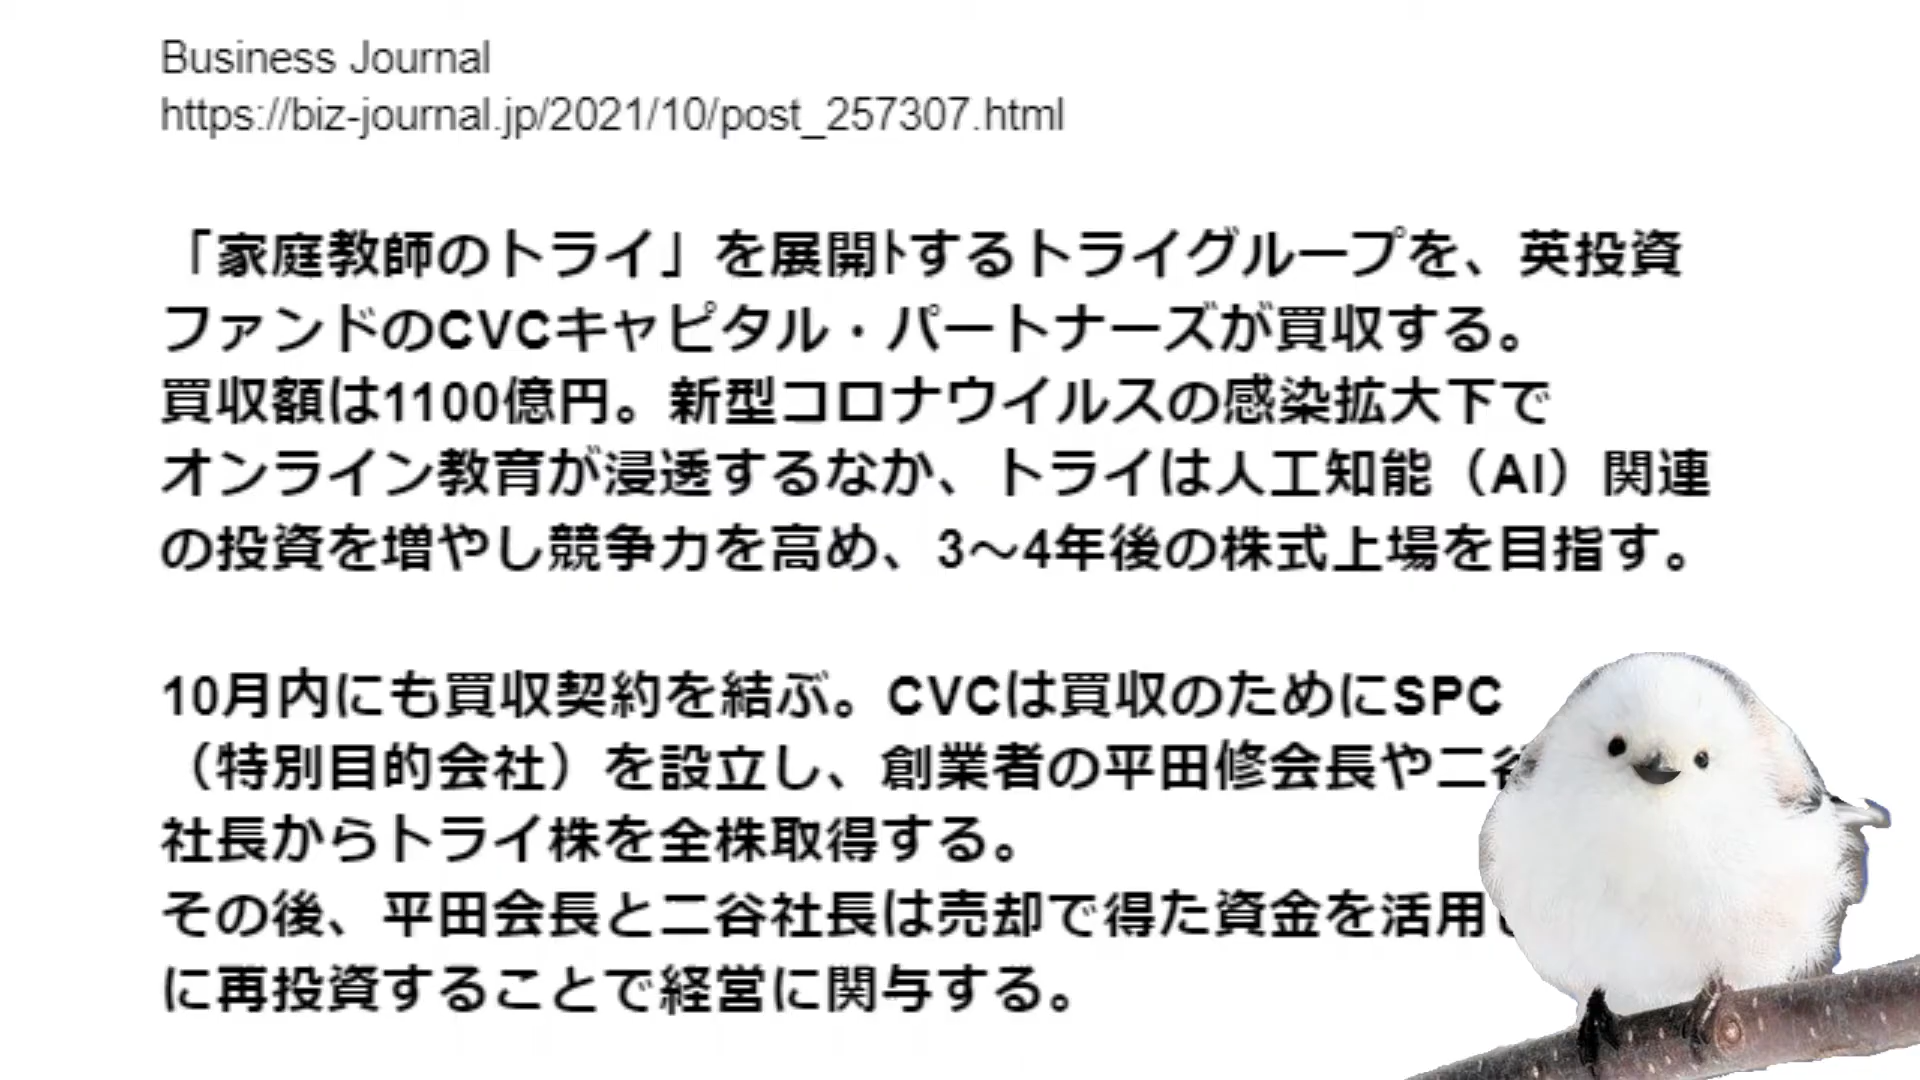 Business Journal
https://biz-journal.jp/2021/10/post_257307.html
「家庭教師のトライ」を展開ﾄするトライグループを、英投資
ファンドのCVCキャピタル・パートナーズが買収する。
買収額は1100億円。新型コロナウイルスの感染拡大下で
オンライン教育が浸透するなか、トライは人工知能（AI）関連
の投資を増やし競争力を高め、3〜4年後の株式上場を目指す。
10月内にも買収契約を結ぶ。CVCは買収のためにSPC
（特別目的会社）を設立し、創業者の平田修会長や二谷
社長からトライ株を全株取得する。
その後、平田会長と二谷社長は売却で得た資金を活用
に再投資することで経営に関与する。